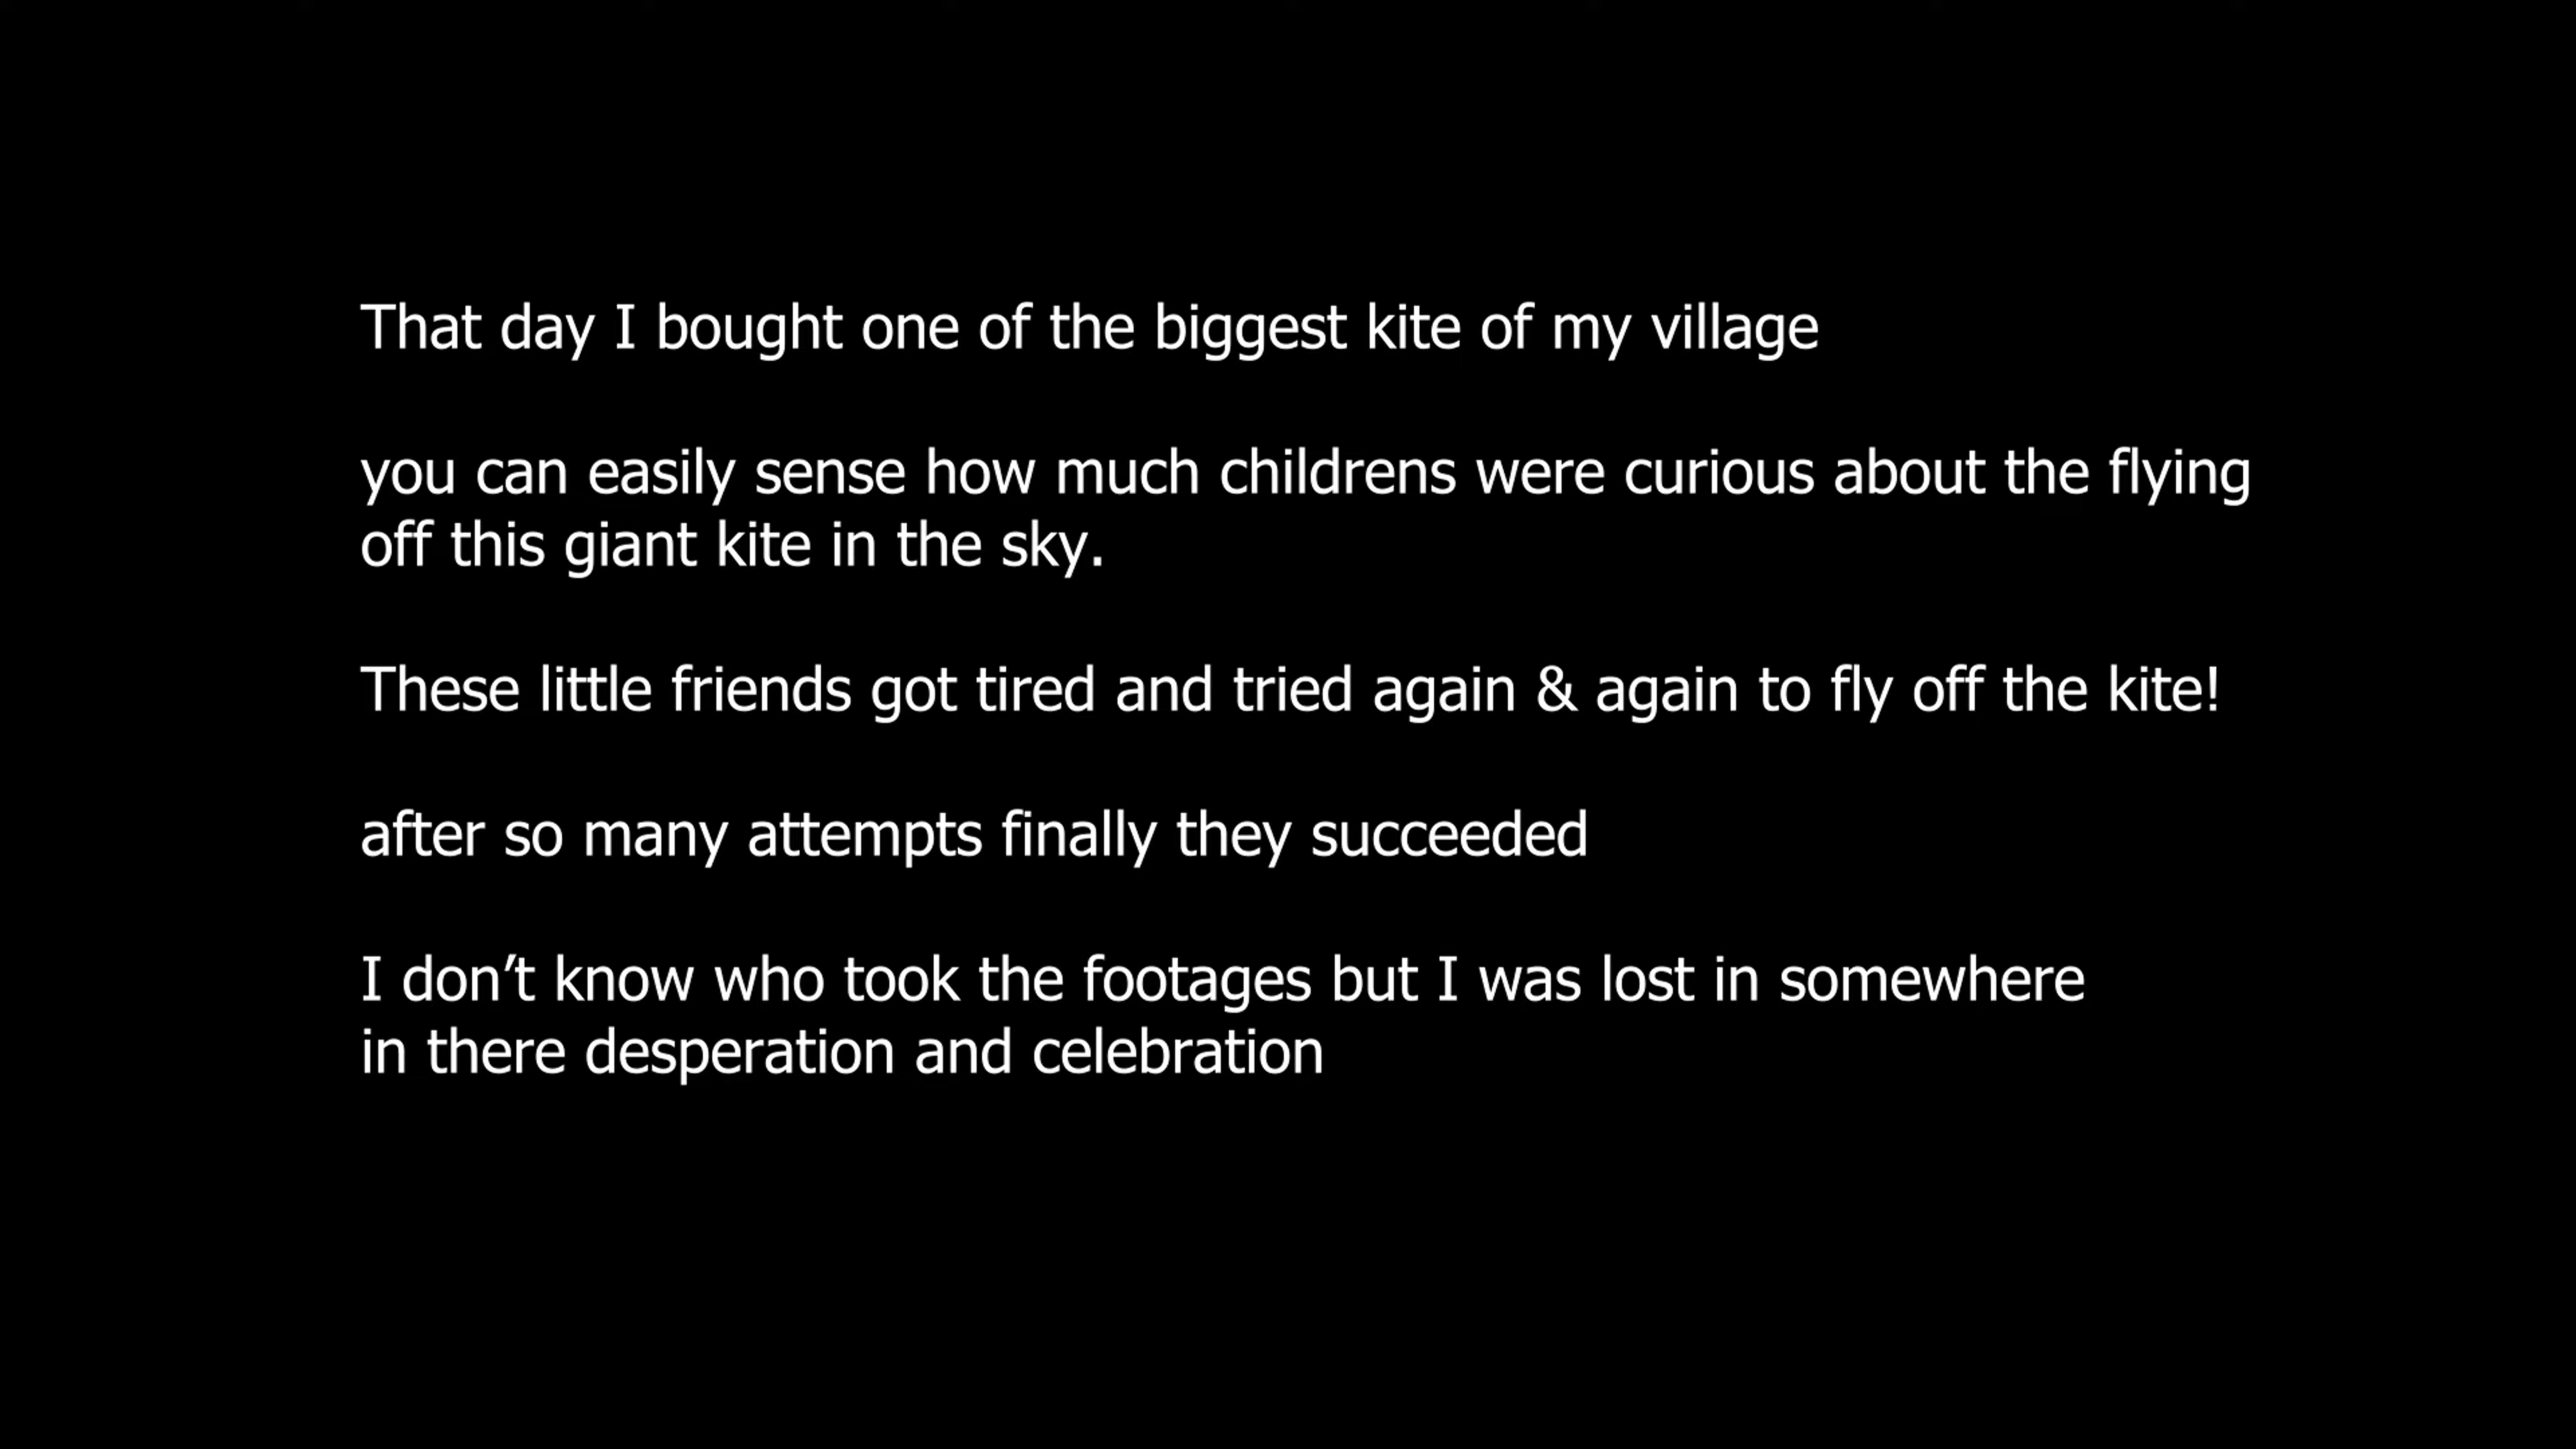 That day I bought one of the biggest kite of my village
you can easily sense how much childrens were curious about the flying
off this giant kite in the sky.
These little friends got tired and tried again & again to fly off the kite!
after so many attempts finally they succeeded
I don’t know who took the footages but I was lost in somewhere
in there desperation and celebration